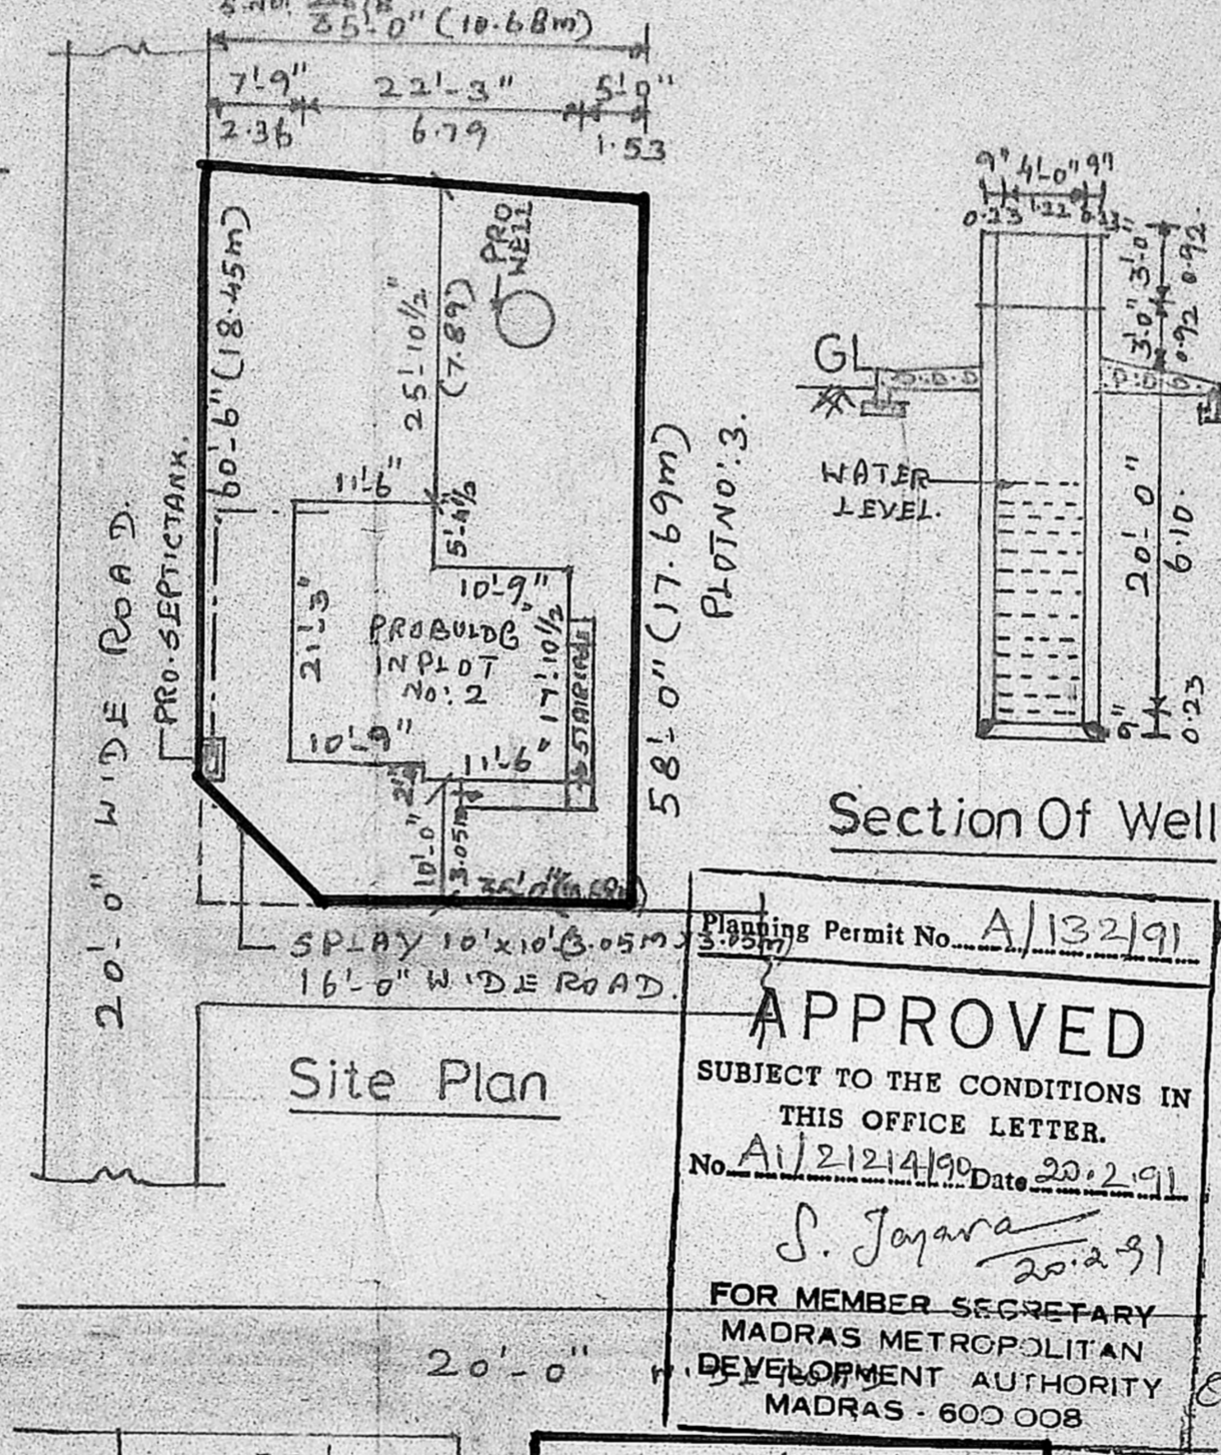 35'-0" (10.68m)
7'-9" 22'-3" 5'-0"
2.36 6.79 1.53
60'-6" (18.45m)
25'-10½"
(7.89)
PRO
WELL
11'-6"
5'-4½
10'-9"
21'-3"
PROBUILDG
IN PLOT
No: 2
17'-10½"
STAIRCASE
10'-9"
11'-6"
10'-0"
3.05m
58'-0" (17.69m)
PLOT NO: 3.
20'-0" WIDE ROAD.
PRO. SEPTICTANK.
SPLAY 10'x10' (3.05M x 3.05m)
16'-0" WIDE ROAD.
Site Plan
9" 4'-0" 9"
0.23 1.22 0.23
3'-0" 3'-0"
0.92 0.92.
GL
WATER
LEVEL.
20'-0"
6.10.
9"
0.23
Section Of Well
Planning Permit No. A/132/91
APPROVED
SUBJECT TO THE CONDITIONS IN
THIS OFFICE LETTER.
No. A1/21214/90 Date 20.2.91
S. Jayara
20.2.91
FOR MEMBER SECRETARY
MADRAS METROPOLITAN
DEVELOPMENT AUTHORITY
MADRAS - 600 008
20'-0"